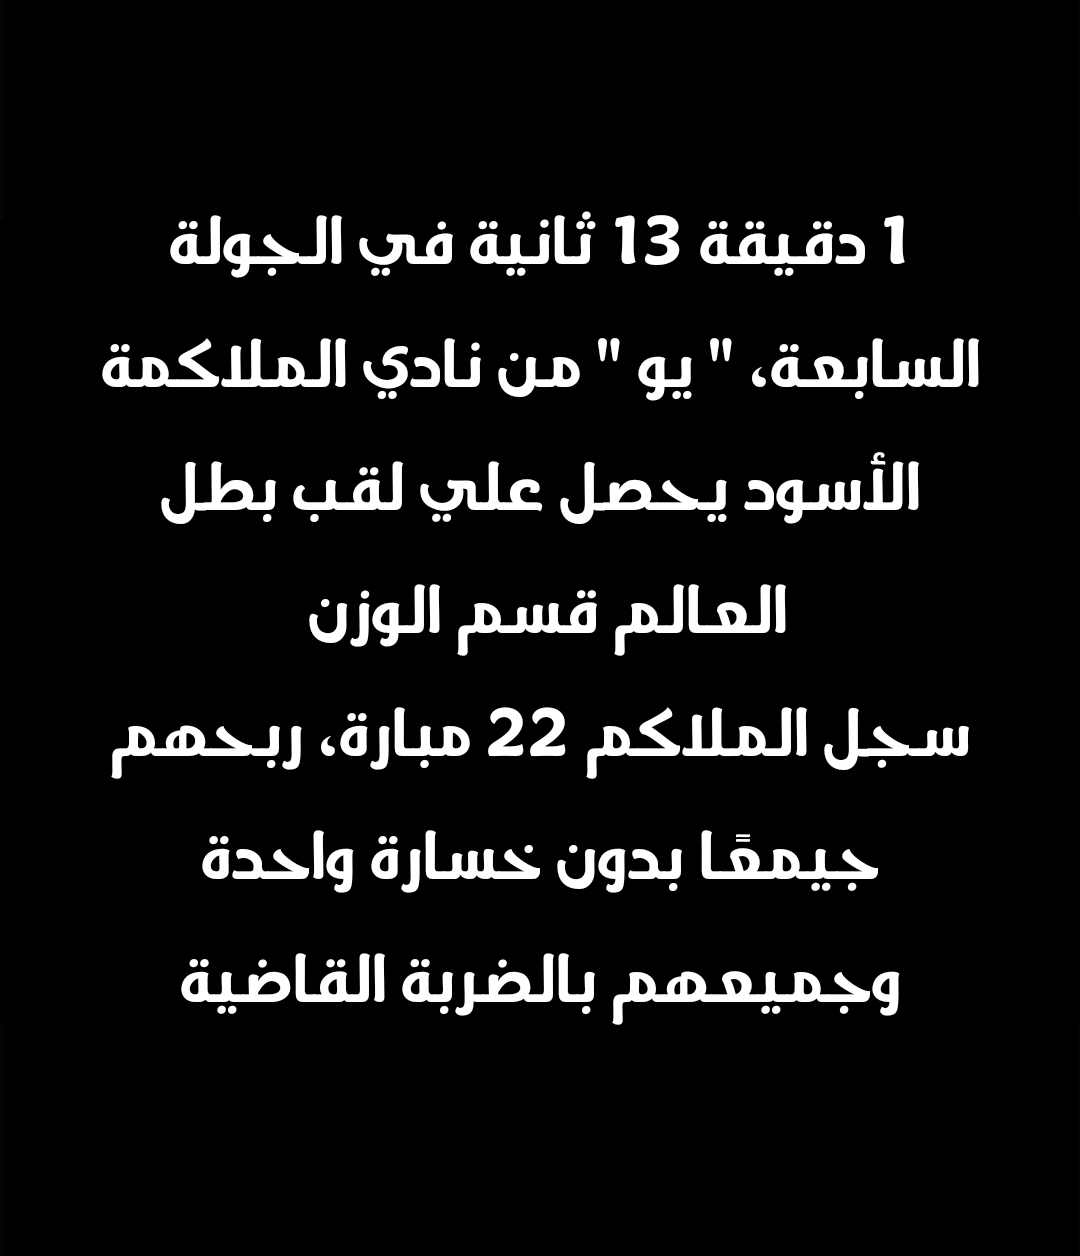 1 دقيقة 13 ثانية في الجولة
السابعة، " يو " من نادي الملاكمة
الأسود يحصل علي لقب بطل
العالم قسم الوزن
سجل الملاكم 22 مبارة، ربحهم
جيمعًا بدون خسارة واحدة
وجميعهم بالضربة القاضية